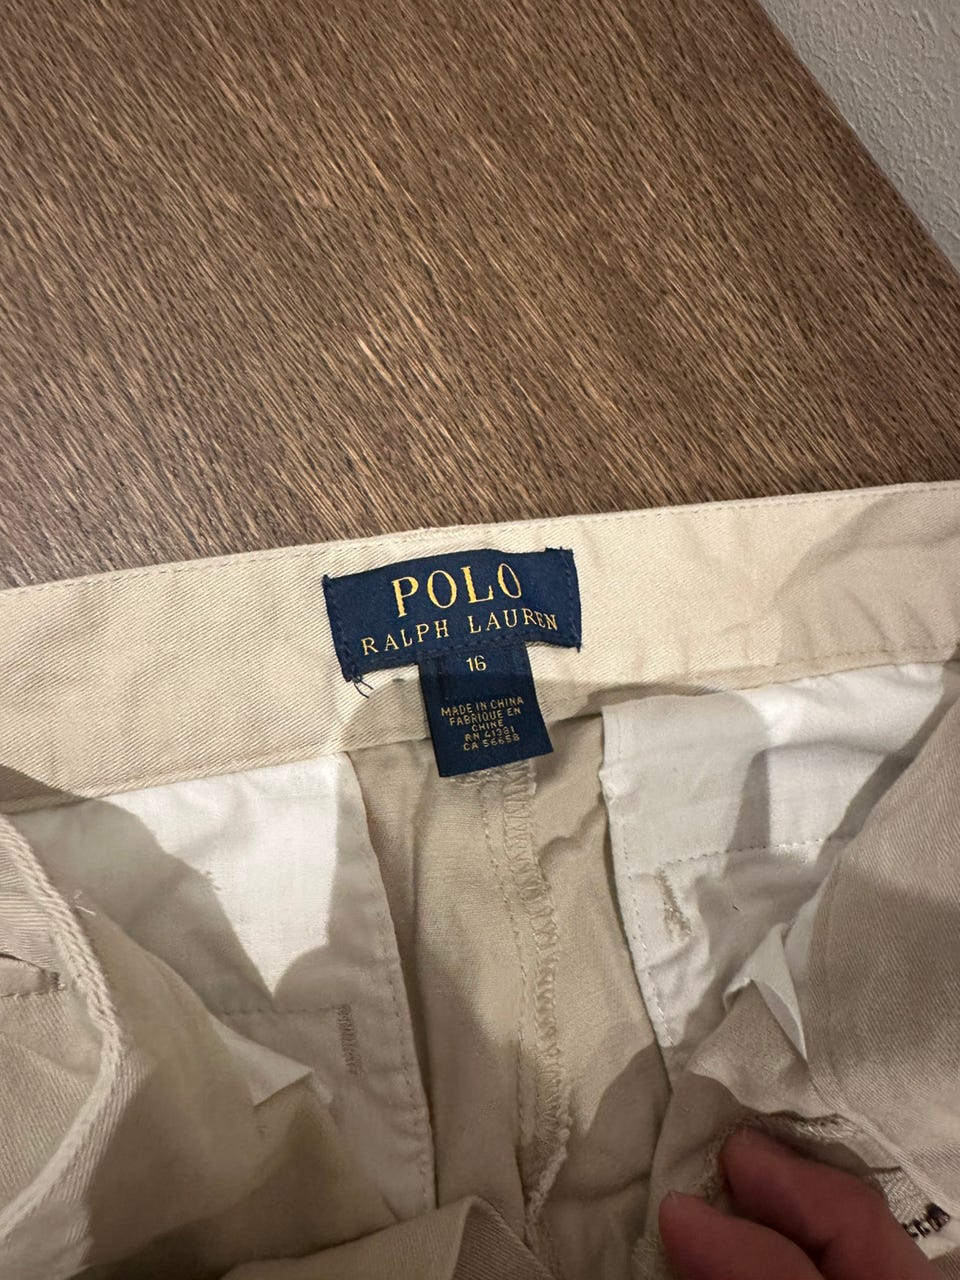 POLO
RALPH LAUREN
16
MADE IN CHINA
FABRIQUE EN
CHINE
RN 41381
CA 56658